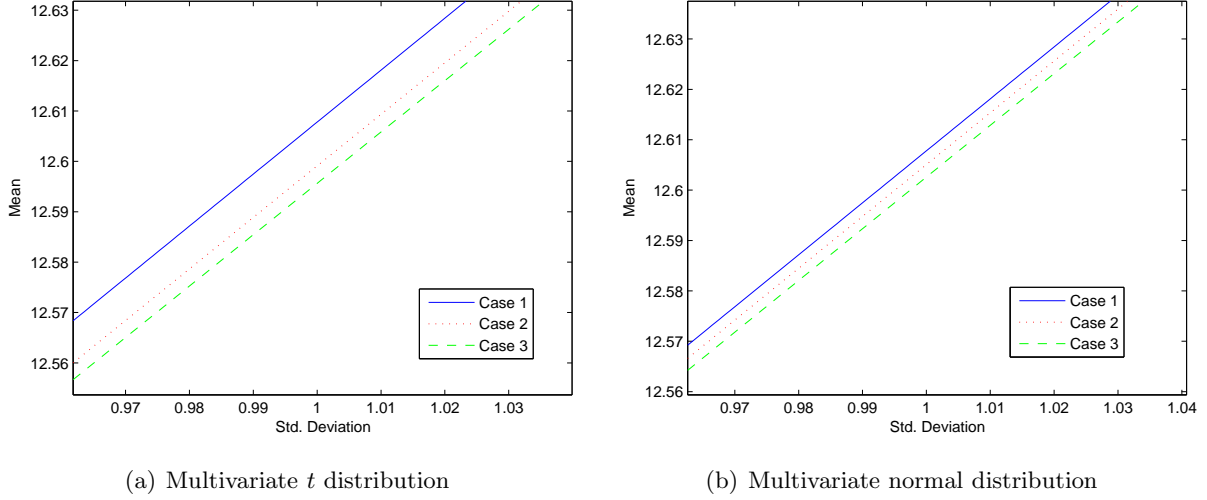 12.63
12.62
12.61
12.6
12.59
12.58
12.57
12.56
Mean
0.97 0.98 0.99 1 1.01 1.02 1.03
Std. Deviation
Case 1
Case 2
Case 3
(a) Multivariate t distribution
12.63
12.62
12.61
12.6
12.59
12.58
12.57
12.56
Mean
0.97 0.98 0.99 1 1.01 1.02 1.03 1.04
Std. Deviation
Case 1
Case 2
Case 3
(b) Multivariate normal distribution